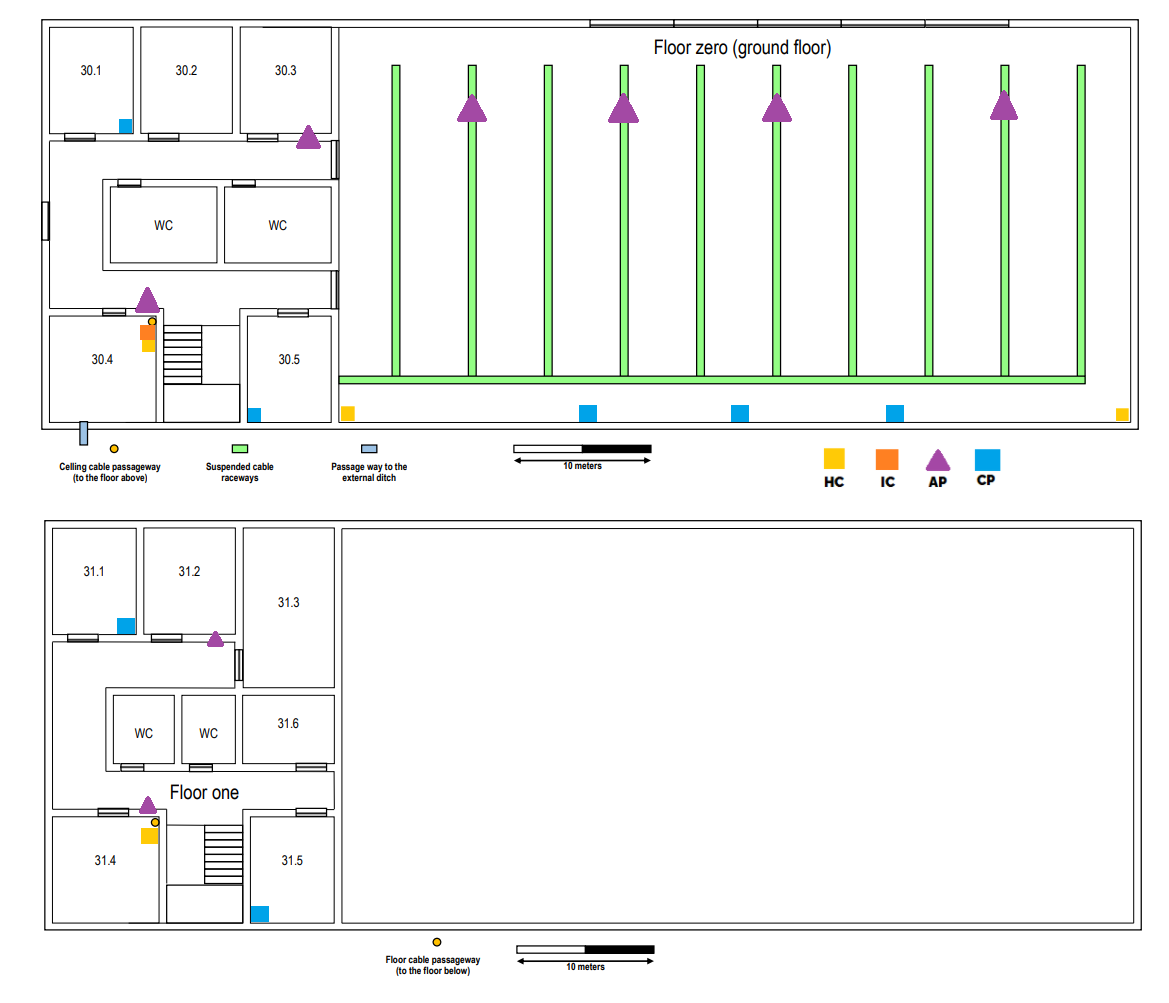 Floor zero (ground floor)
30.1
30.2
30.3
WC
WC
30.4
30.5
Celling cable passageway
(to the floor above)
Suspended cable
raceways
Passage way to the
external ditch
10 meters
HC
IC
AP
CP
31.1
31.2
31.3
WC
WC
31.6
Floor one
31.4
31.5
Floor cable passageway
(to the floor below)
10 meters